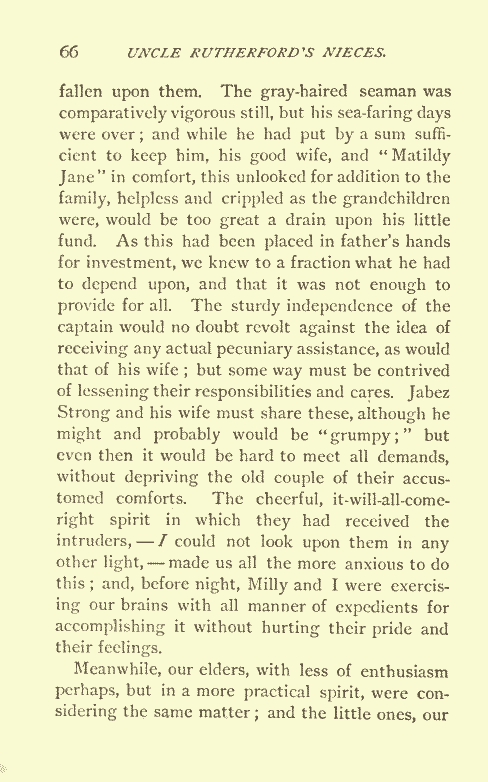 66 UNCLE RUTHERFORD'S NIECES.
fallen upon them. The gray-haired seaman was
comparatively vigorous still, but his sea-faring days
were over; and while he had put by a sum suffi-
cient to keep him, his good wife, and "Matildy
Jane" in comfort, this unlooked for addition to the
family, helpless and crippled as the grandchildren
were, would be too great a drain upon his little
fund. As this had been placed in father's hands
for investment, we knew to a fraction what he had
to depend upon, and that it was not enough to
provide for all. The sturdy independence of the
captain would no doubt revolt against the idea of
receiving any actual pecuniary assistance, as would
that of his wife; but some way must be contrived
of lessening their responsibilities and cares. Jabez
Strong and his wife must share these, although he
might and probably would be "grumpy;" but
even then it would be hard to meet all demands,
without depriving the old couple of their accus-
tomed comforts. The cheerful, it-will-all-come-
right spirit in which they had received the
intruders, — I could not look upon them in any
other light, — made us all the more anxious to do
this; and, before night, Milly and I were exercis-
ing our brains with all manner of expedients for
accomplishing it without hurting their pride and
their feelings.
Meanwhile, our elders, with less of enthusiasm
perhaps, but in a more practical spirit, were con-
sidering the same matter; and the little ones, our